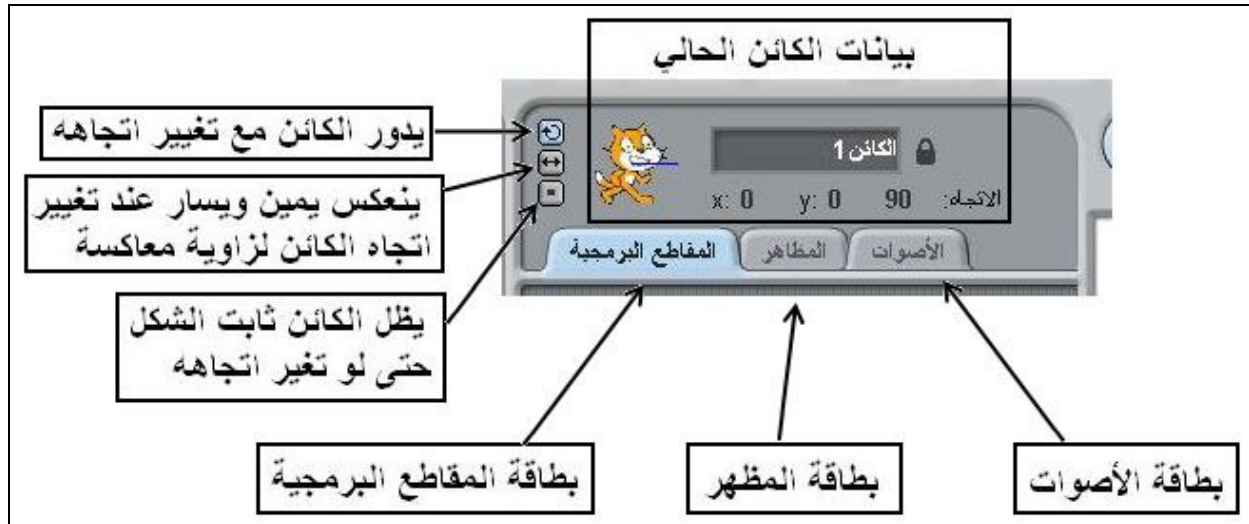 بيانات الكائن الحالي
يدور الكائن مع تغيير اتجاهه
ينعكس يمين ويسار عند تغيير
اتجاه الكائن لزاوية معاكسة
يظل الكائن ثابت الشكل
حتى لو تغير اتجاهه
الكائن 1
x: 0 y: 0 90 الاتجاه:
المقاطع البرمجية المظاهر الأصوات
بطاقة المقاطع البرمجية
بطاقة المظهر
بطاقة الأصوات